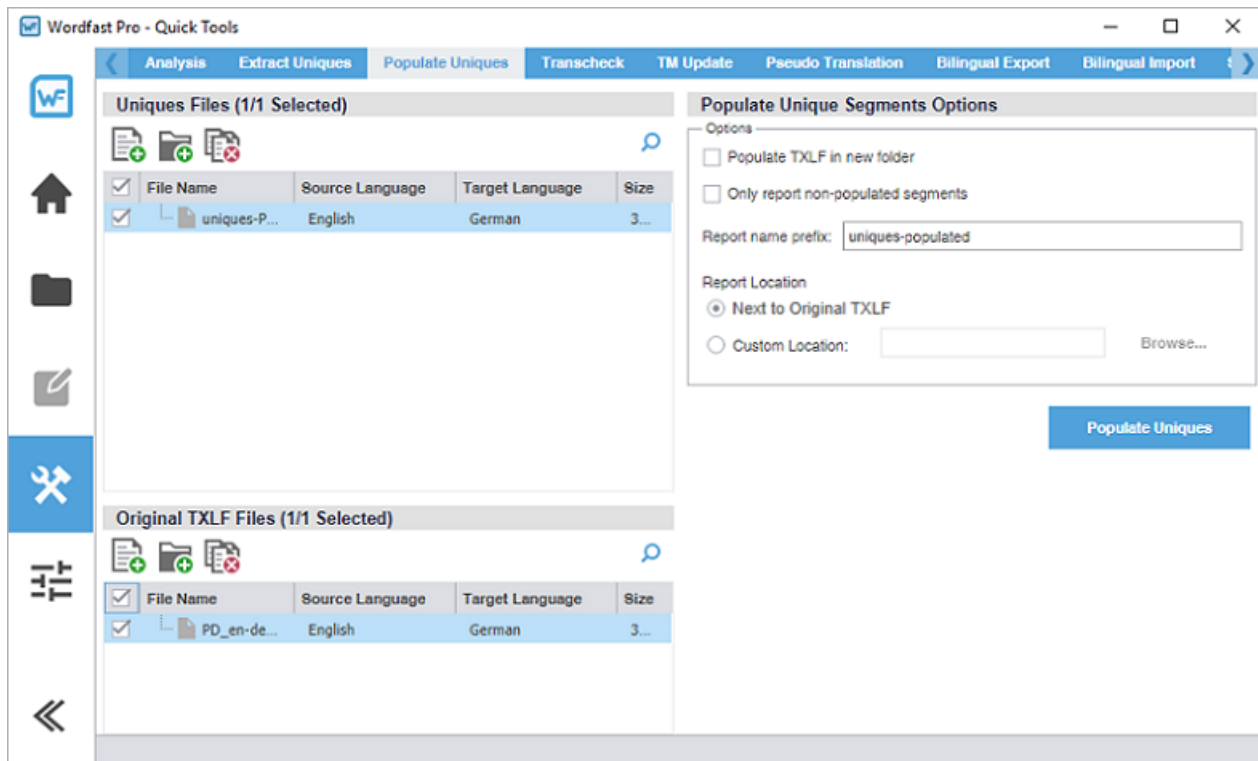 Wordfast Pro - Quick Tools
Analysis Extract Uniques Populate Uniques Transcheck TM Update Pseudo Translation Bilingual Export Bilingual Import
WF
Uniques Files (1/1 Selected)
File Name Source Language Target Language Size
uniques-P... English German 3...
Original TXLF Files (1/1 Selected)
File Name Source Language Target Language Size
PD_en-de... English German 3...
Populate Unique Segments Options
Options
Populate TXLF in new folder
Only report non-populated segments
Report name prefix: uniques-populated
Report Location
Next to Original TXLF
Custom Location: Browse...
Populate Uniques